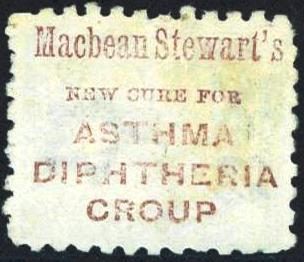 Macbean Stewart's
NEW CURE FOR
ASTHMA
DIPHTHERIA
CROUP